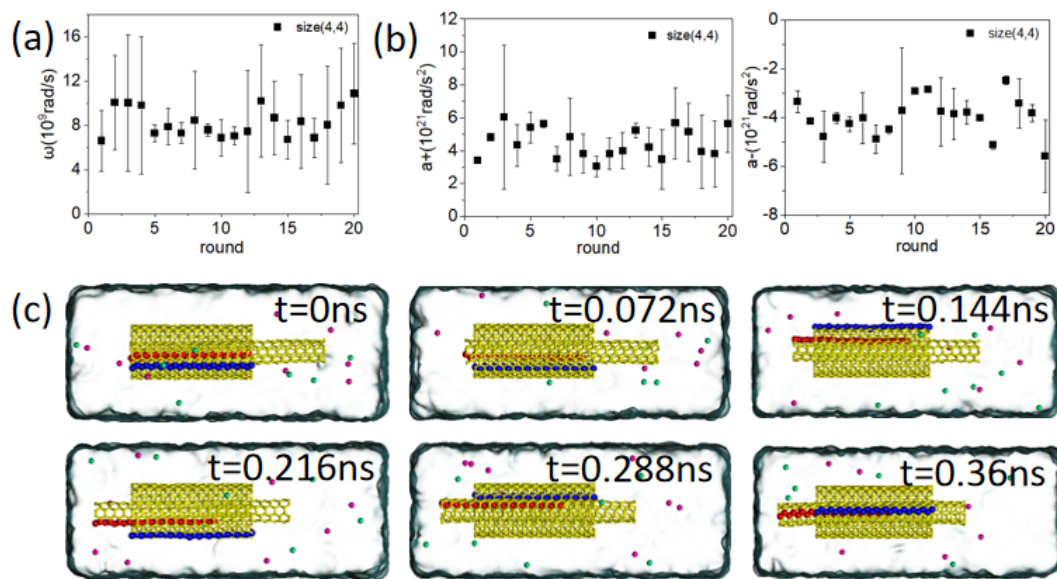 (a)
ω(10⁹rad/s)
16
12
8
4
0
size(4,4)
0 5 10 15 20
round
(b)
a+(10²¹rad/s²)
12
10
8
6
4
2
0
size(4,4)
0 5 10 15 20
round
a-(10²¹rad/s²)
0
-2
-4
-6
-8
size(4,4)
0 5 10 15 20
round
(c)
t=0ns
t=0.072ns
t=0.144ns
t=0.216ns
t=0.288ns
t=0.36ns